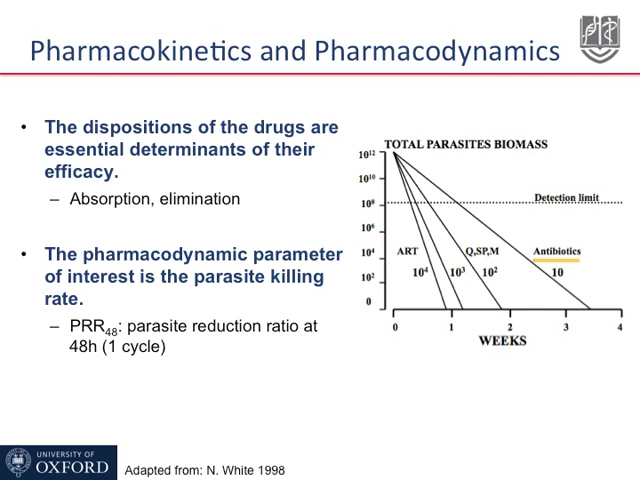 Pharmacokinetics and Pharmacodynamics
• The dispositions of the drugs are
essential determinants of their
efficacy.
– Absorption, elimination
• The pharmacodynamic parameter
of interest is the parasite killing
rate.
– PRR48: parasite reduction ratio at
48h (1 cycle)
TOTAL PARASITES BIOMASS
10¹²
10¹⁰
10⁸
10⁶
10⁴
10²
0
Detection limit
ART Q,SP,M Antibiotics
10⁴ 10³ 10² 10
0 1 2 3 4
WEEKS
UNIVERSITY OF
OXFORD
Adapted from: N. White 1998